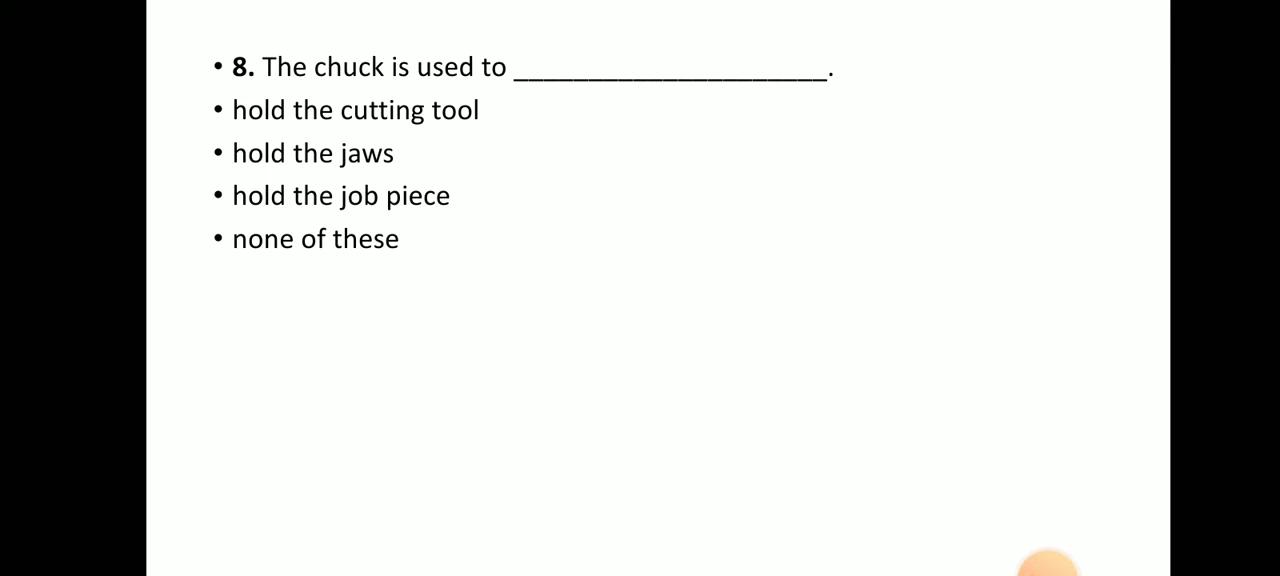 • 8. The chuck is used to _____________________.
• hold the cutting tool
• hold the jaws
• hold the job piece
• none of these